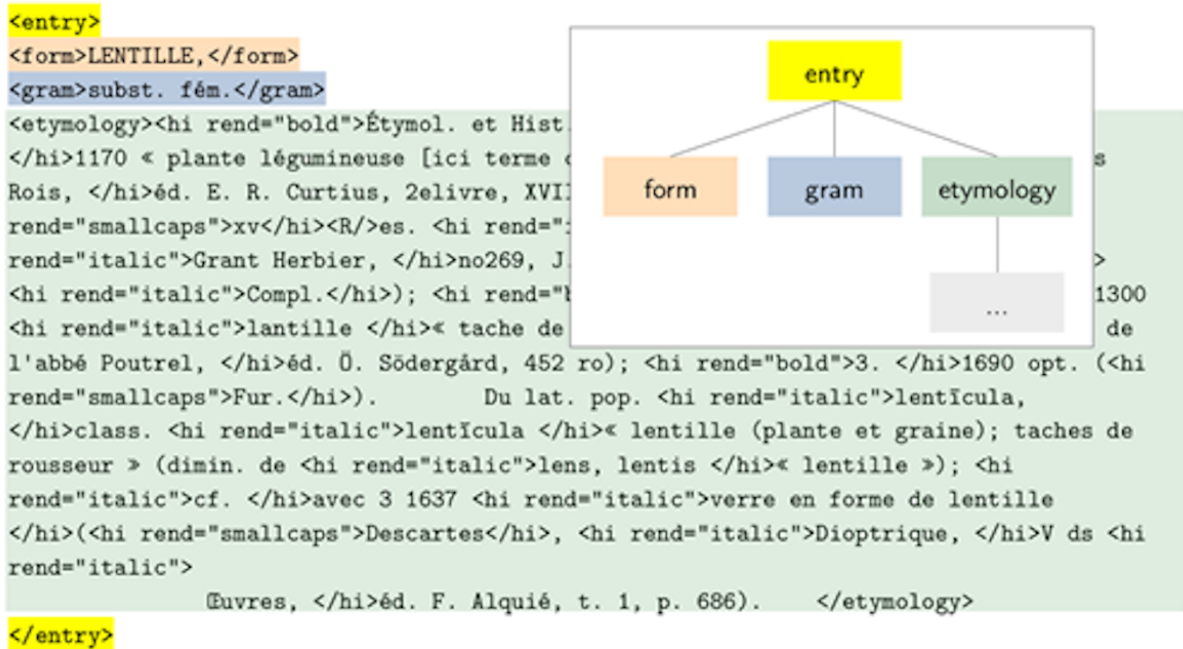 <entry>
<form>LENTILLE,</form>
<gram>subst. fém.</gram>
<etymology><hi rend="bold">Étymol. et Hist.
</hi>1170 « plante légumineuse [ici terme
Rois, </hi>éd. E. R. Curtius, 2elivre, XVII
rend="smallcaps">xv</hi><R/>es. <hi rend="
rend="italic">Grant Herbier, </hi>no269, J. >
<hi rend="italic">Compl.</hi>); <hi rend=" 1300
<hi rend="italic">lantille </hi>« tache de de
l'abbé Poutrel, </hi>éd. Ö. Södergård, 452 ro); <hi rend="bold">3. </hi>1690 opt. (<hi
rend="smallcaps">Fur.</hi>). Du lat. pop. <hi rend="italic">lentĭcula,
</hi>class. <hi rend="italic">lentīcula </hi>« lentille (plante et graine); taches de
rousseur » (dimin. de <hi rend="italic">lens, lentis </hi>« lentille »); <hi
rend="italic">cf. </hi>avec 3 1637 <hi rend="italic">verre en forme de lentille
</hi>(<hi rend="smallcaps">Descartes</hi>, <hi rend="italic">Dioptrique, </hi>V ds <hi
rend="italic">
Œuvres, </hi>éd. F. Alquié, t. 1, p. 686). </etymology>
</entry>
entry
form gram etymology
...